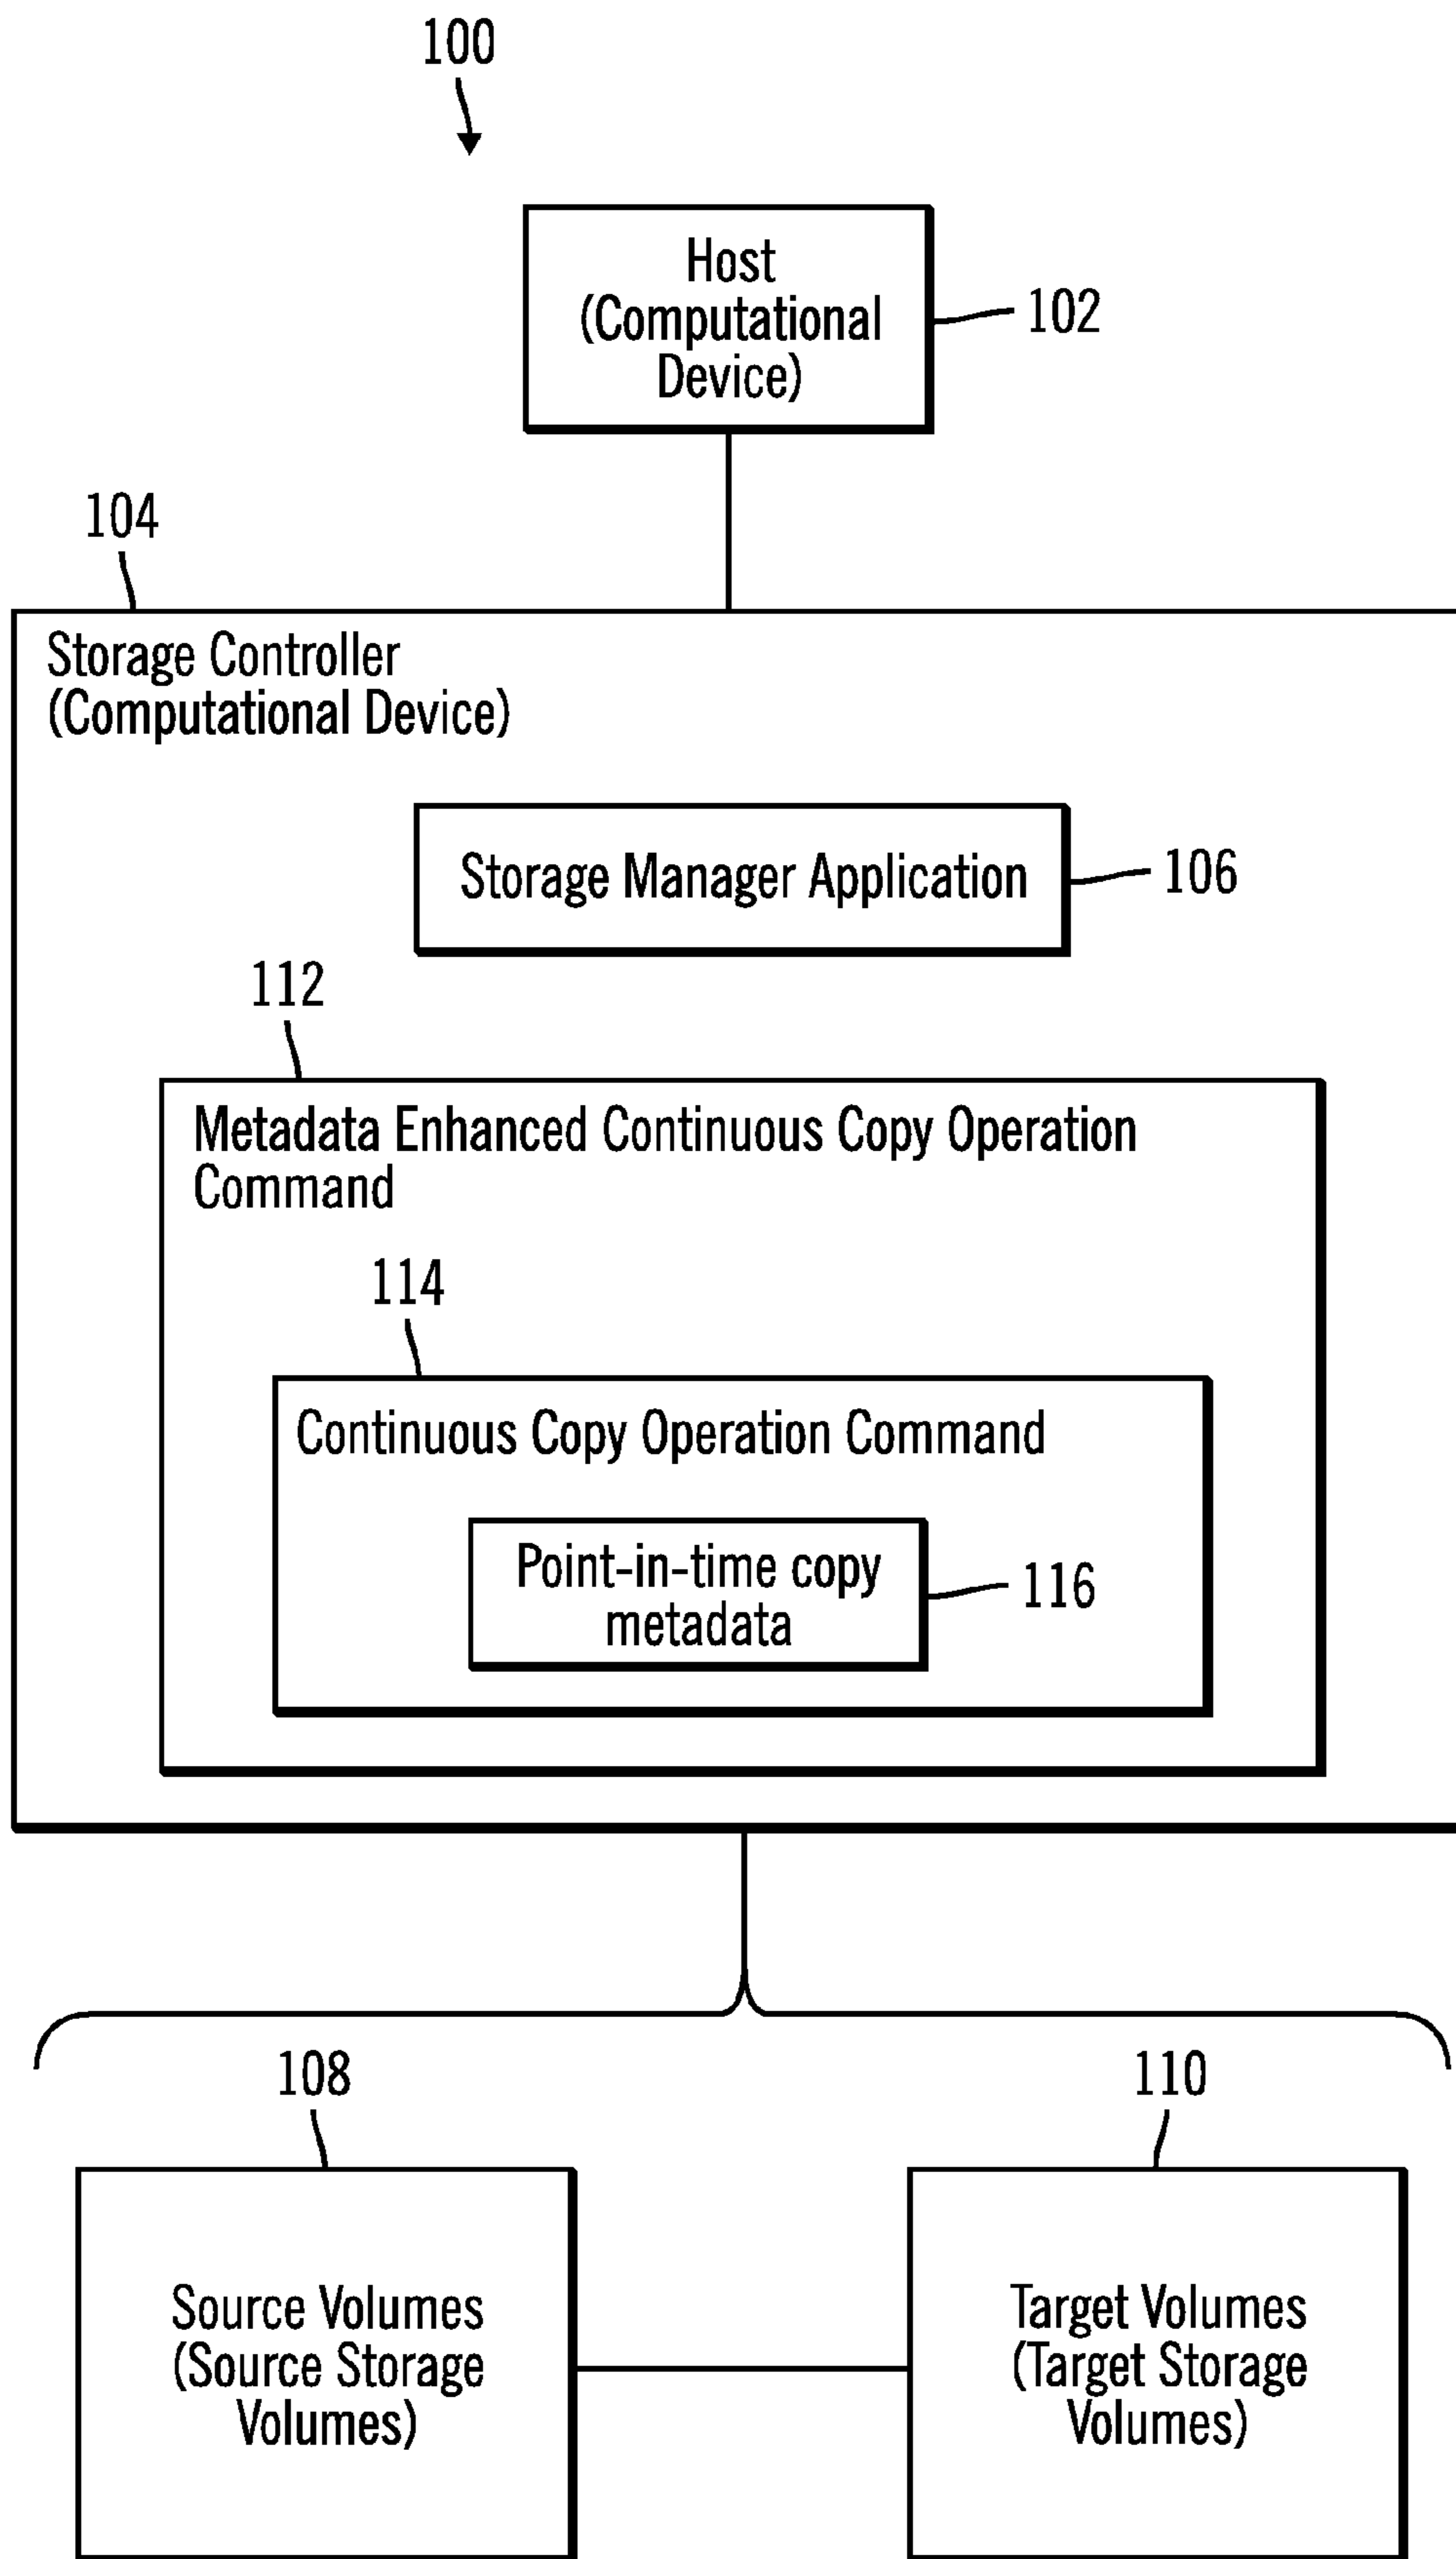 100
Host
(Computational
Device)
102
104
Storage Controller
(Computational Device)
Storage Manager Application
106
112
Metadata Enhanced Continuous Copy Operation
Command
114
Continuous Copy Operation Command
Point-in-time copy
metadata
116
108
110
Source Volumes
(Source Storage
Volumes)
Target Volumes
(Target Storage
Volumes)